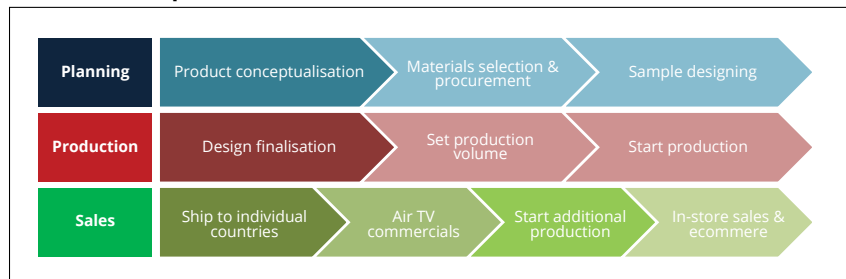 Planning
Product conceptualisation
Materials selection &
procurement
Sample designing
Production
Design finalisation
Set production
volume
Start production
Sales
Ship to individual
countries
Air TV
commercials
Start additional
production
In-store sales &
ecommere